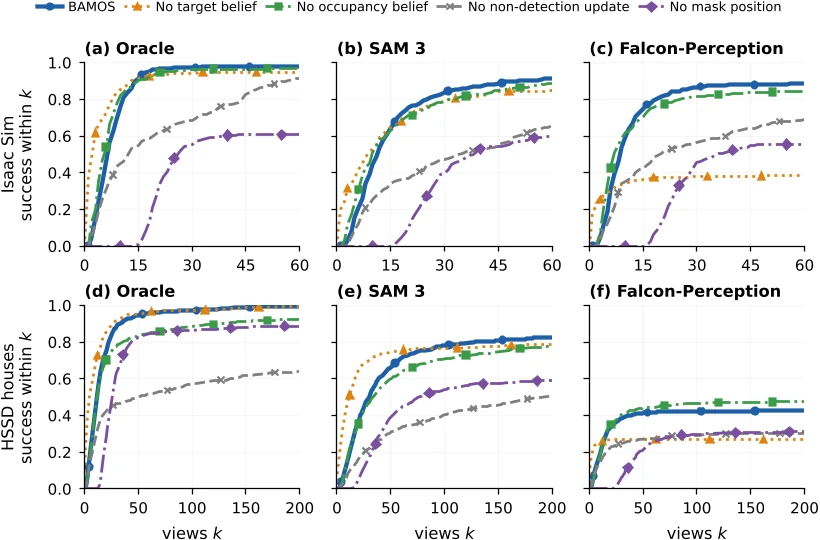 BAMOS No target belief No occupancy belief No non-detection update No mask position
(a) Oracle (b) SAM 3 (c) Falcon-Perception
Isaac Sim
success within k
1.0
0.8
0.6
0.4
0.2
0.0
0 15 30 45 60 0 15 30 45 60 0 15 30 45 60
(d) Oracle (e) SAM 3 (f) Falcon-Perception
HSSD houses
success within k
1.0
0.8
0.6
0.4
0.2
0.0
0 50 100 150 200 0 50 100 150 200 0 50 100 150 200
views k views k views k